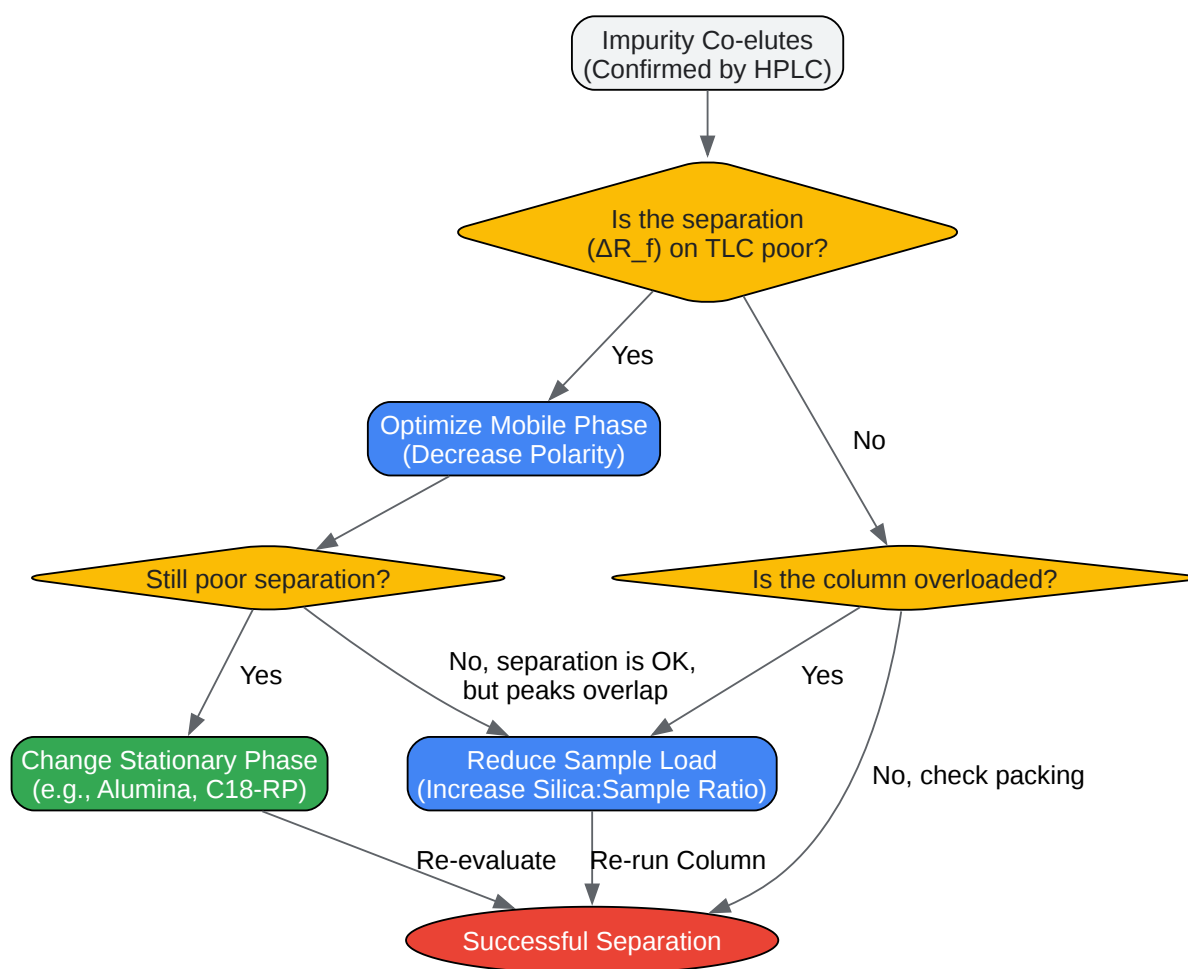 Impurity Co-elutes
(Confirmed by HPLC)
Is the separation
(ΔR_f) on TLC poor?
Yes
No
Optimize Mobile Phase
(Decrease Polarity)
Still poor separation?
Is the column overloaded?
Yes
No, separation is OK,
but peaks overlap
Yes
No, check packing
Change Stationary Phase
(e.g., Alumina, C18-RP)
Reduce Sample Load
(Increase Silica:Sample Ratio)
Re-evaluate
Re-run Column
Successful Separation